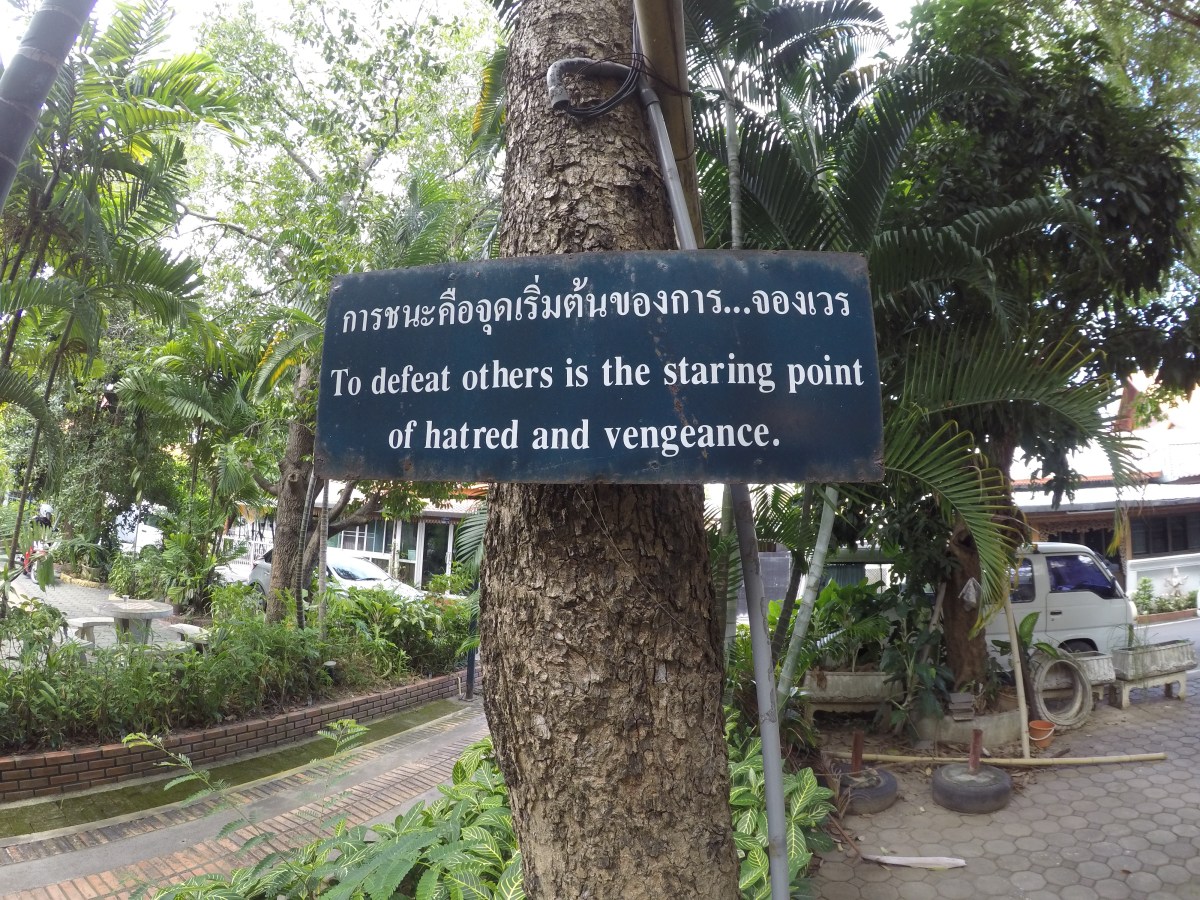 การชนะคือจุดเริ่มต้นของการ...จองเวร
To defeat others is the staring point
of hatred and vengeance.